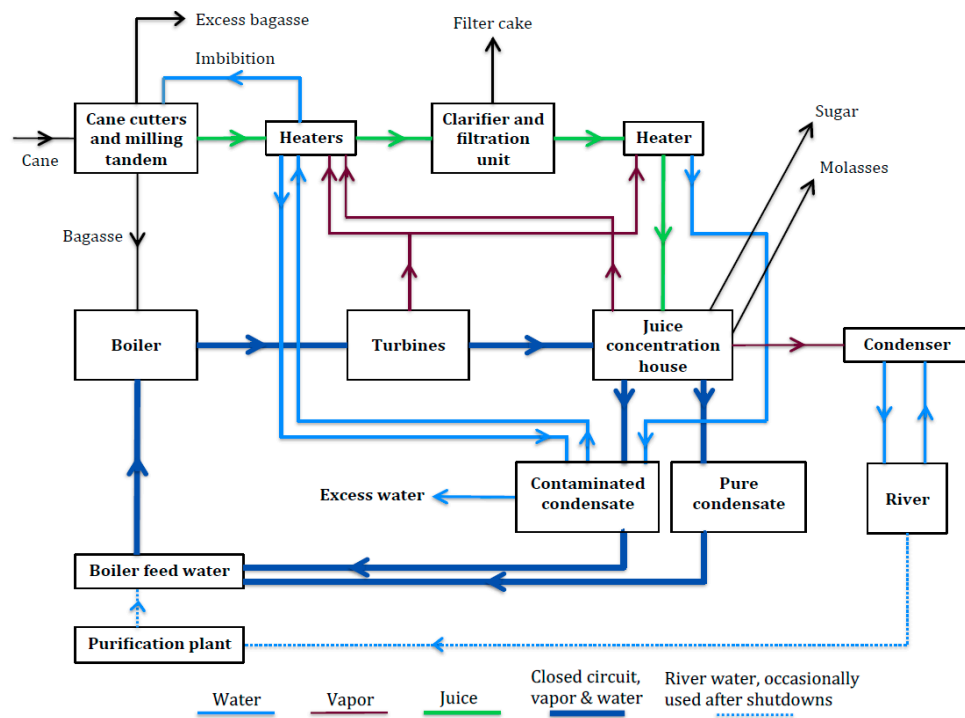 Excess bagasse
Filter cake
Imbibition
Sugar
Cane cutters
and milling
tandem
Heaters
Clarifier and
filtration
unit
Heater
Cane
Molasses
Bagasse
Boiler
Turbines
Juice
concentration
house
Condenser
Excess water
Contaminated
condensate
Pure
condensate
River
Boiler feed water
Purification plant
Water
Vapor
Juice
Closed circuit,
vapor & water
River water, occasionally
used after shutdowns